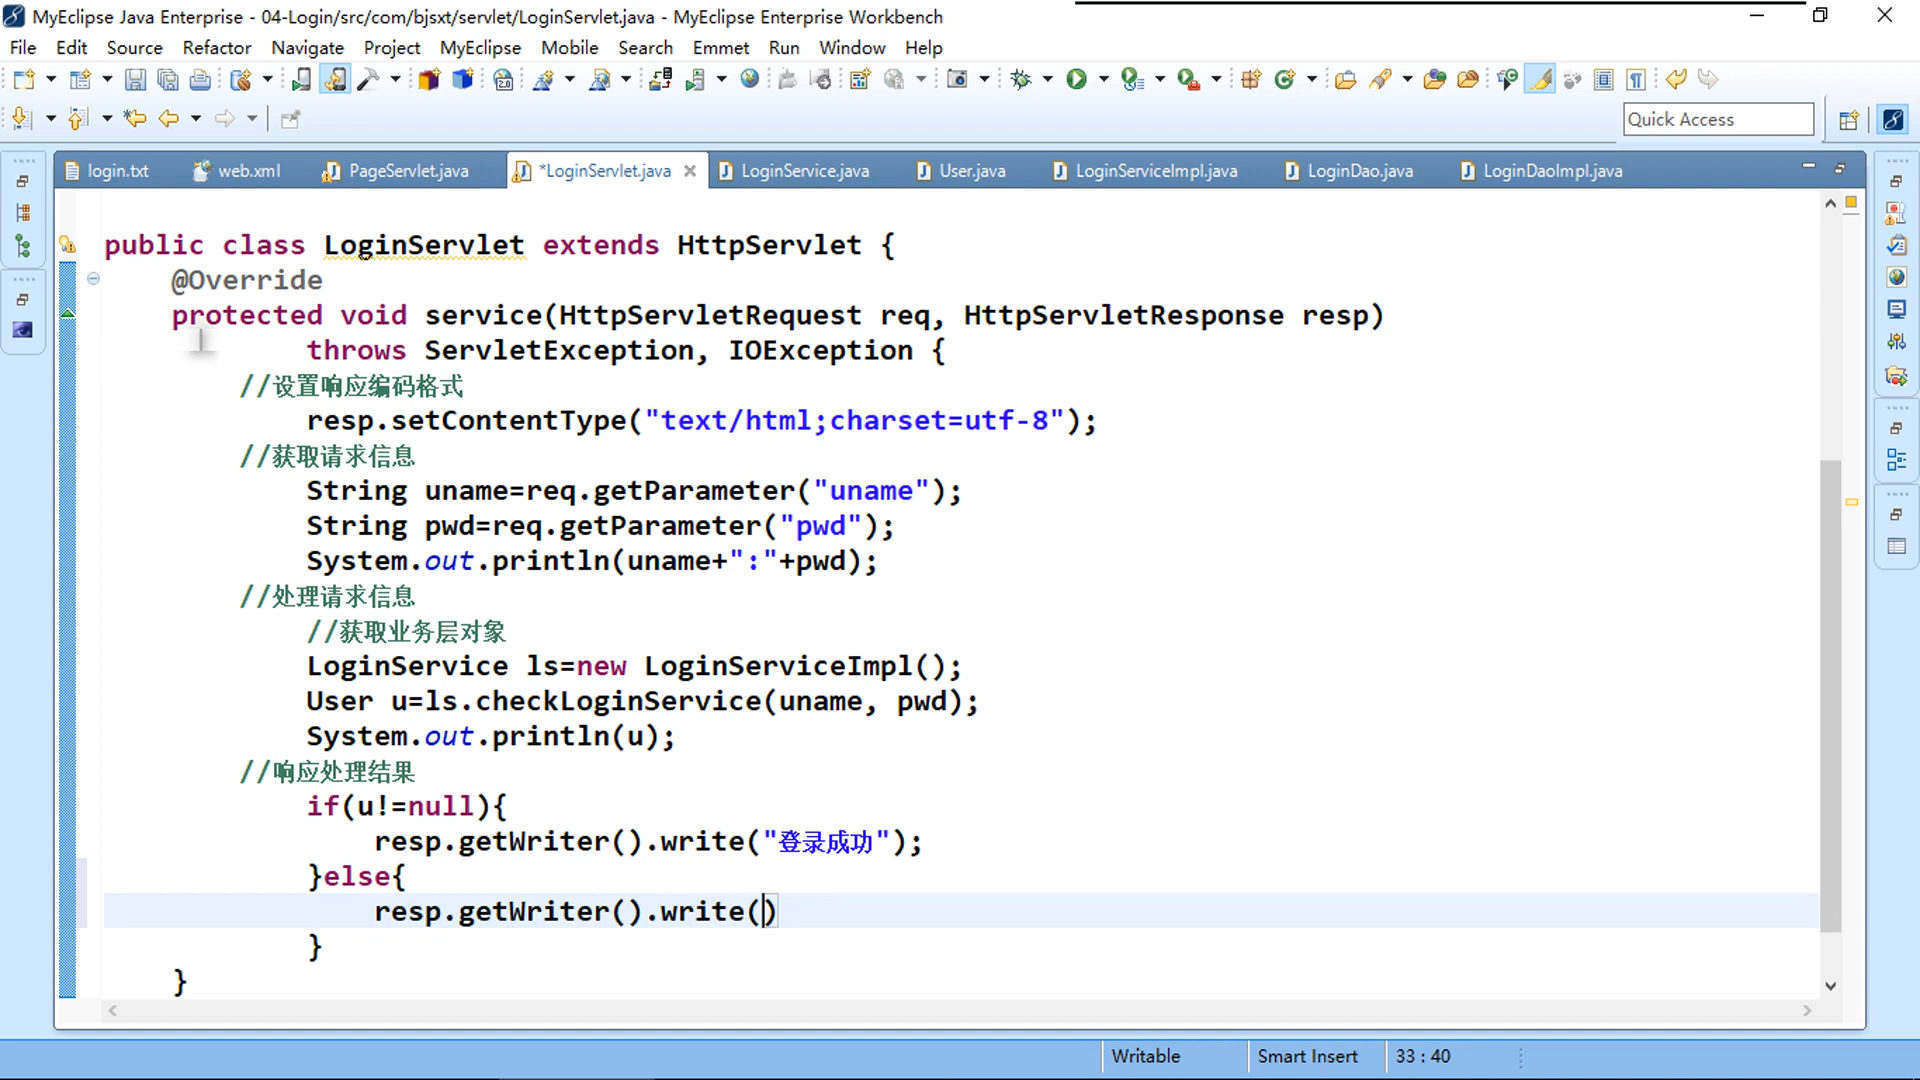 MyEclipse Java Enterprise - 04-Login/src/com/bjsxt/servlet/LoginServlet.java - MyEclipse Enterprise Workbench
File Edit Source Refactor Navigate Project MyEclipse Mobile Search Emmet Run Window Help
Quick Access
login.txt web.xml PageServlet.java *LoginServlet.java LoginService.java User.java LoginServiceImpl.java LoginDao.java LoginDaoImpl.java
public class LoginServlet extends HttpServlet {
@Override
protected void service(HttpServletRequest req, HttpServletResponse resp)
throws ServletException, IOException {
//设置响应编码格式
resp.setContentType("text/html;charset=utf-8");
//获取请求信息
String uname=req.getParameter("uname");
String pwd=req.getParameter("pwd");
System.out.println(uname+":"+pwd);
//处理请求信息
//获取业务层对象
LoginService ls=new LoginServiceImpl();
User u=ls.checkLoginService(uname, pwd);
System.out.println(u);
//响应处理结果
if(u!=null){
resp.getWriter().write("登录成功");
}else{
resp.getWriter().write()
}
}
Writable Smart Insert 33 : 40